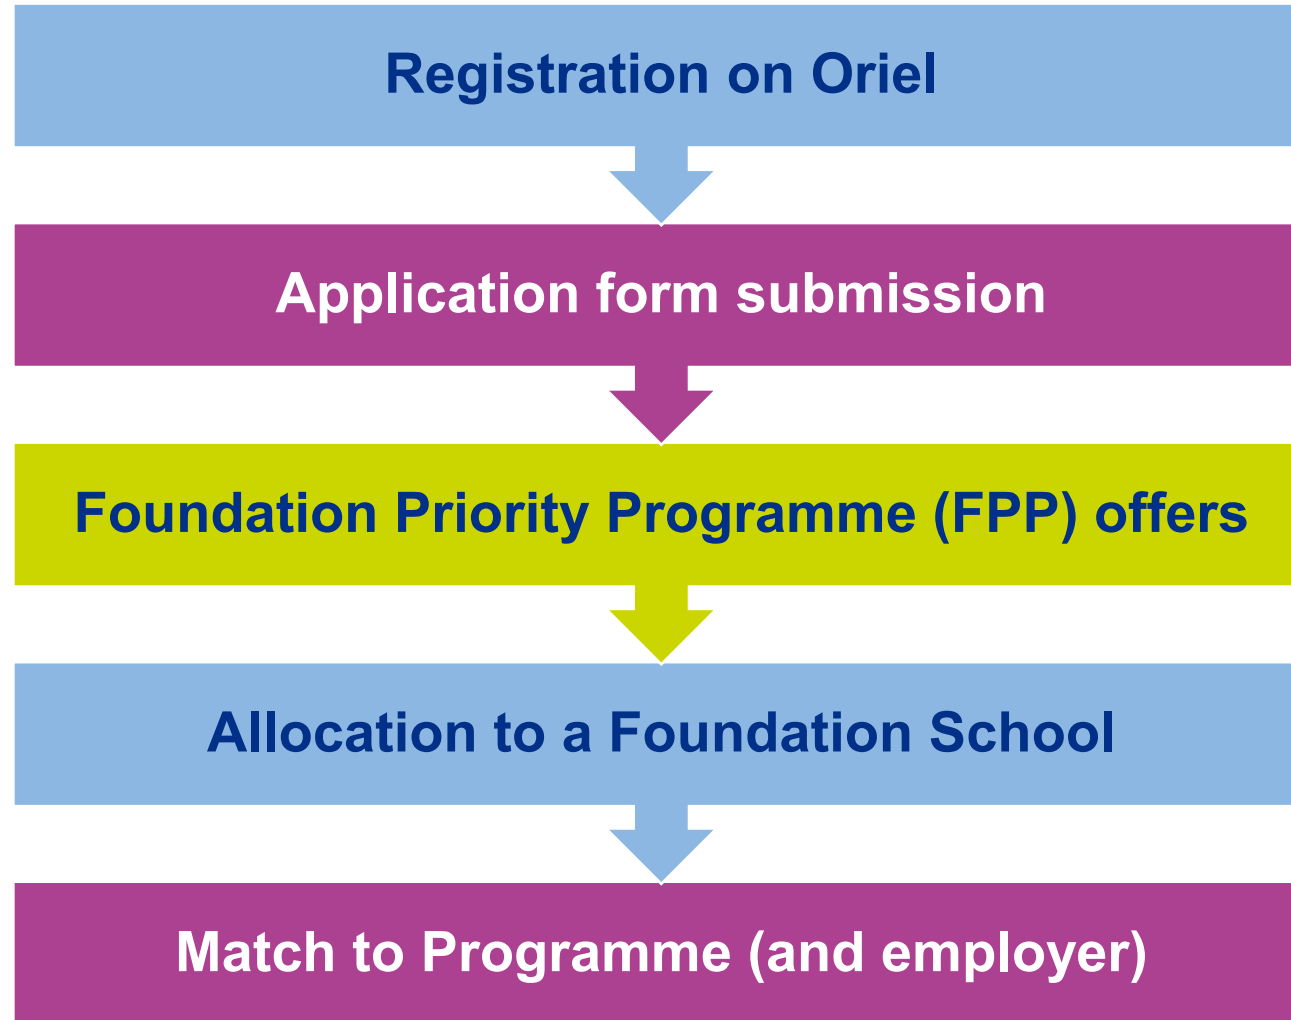 Registration on Oriel
Application form submission
Foundation Priority Programme (FPP) offers
Allocation to a Foundation School
Match to Programme (and employer)